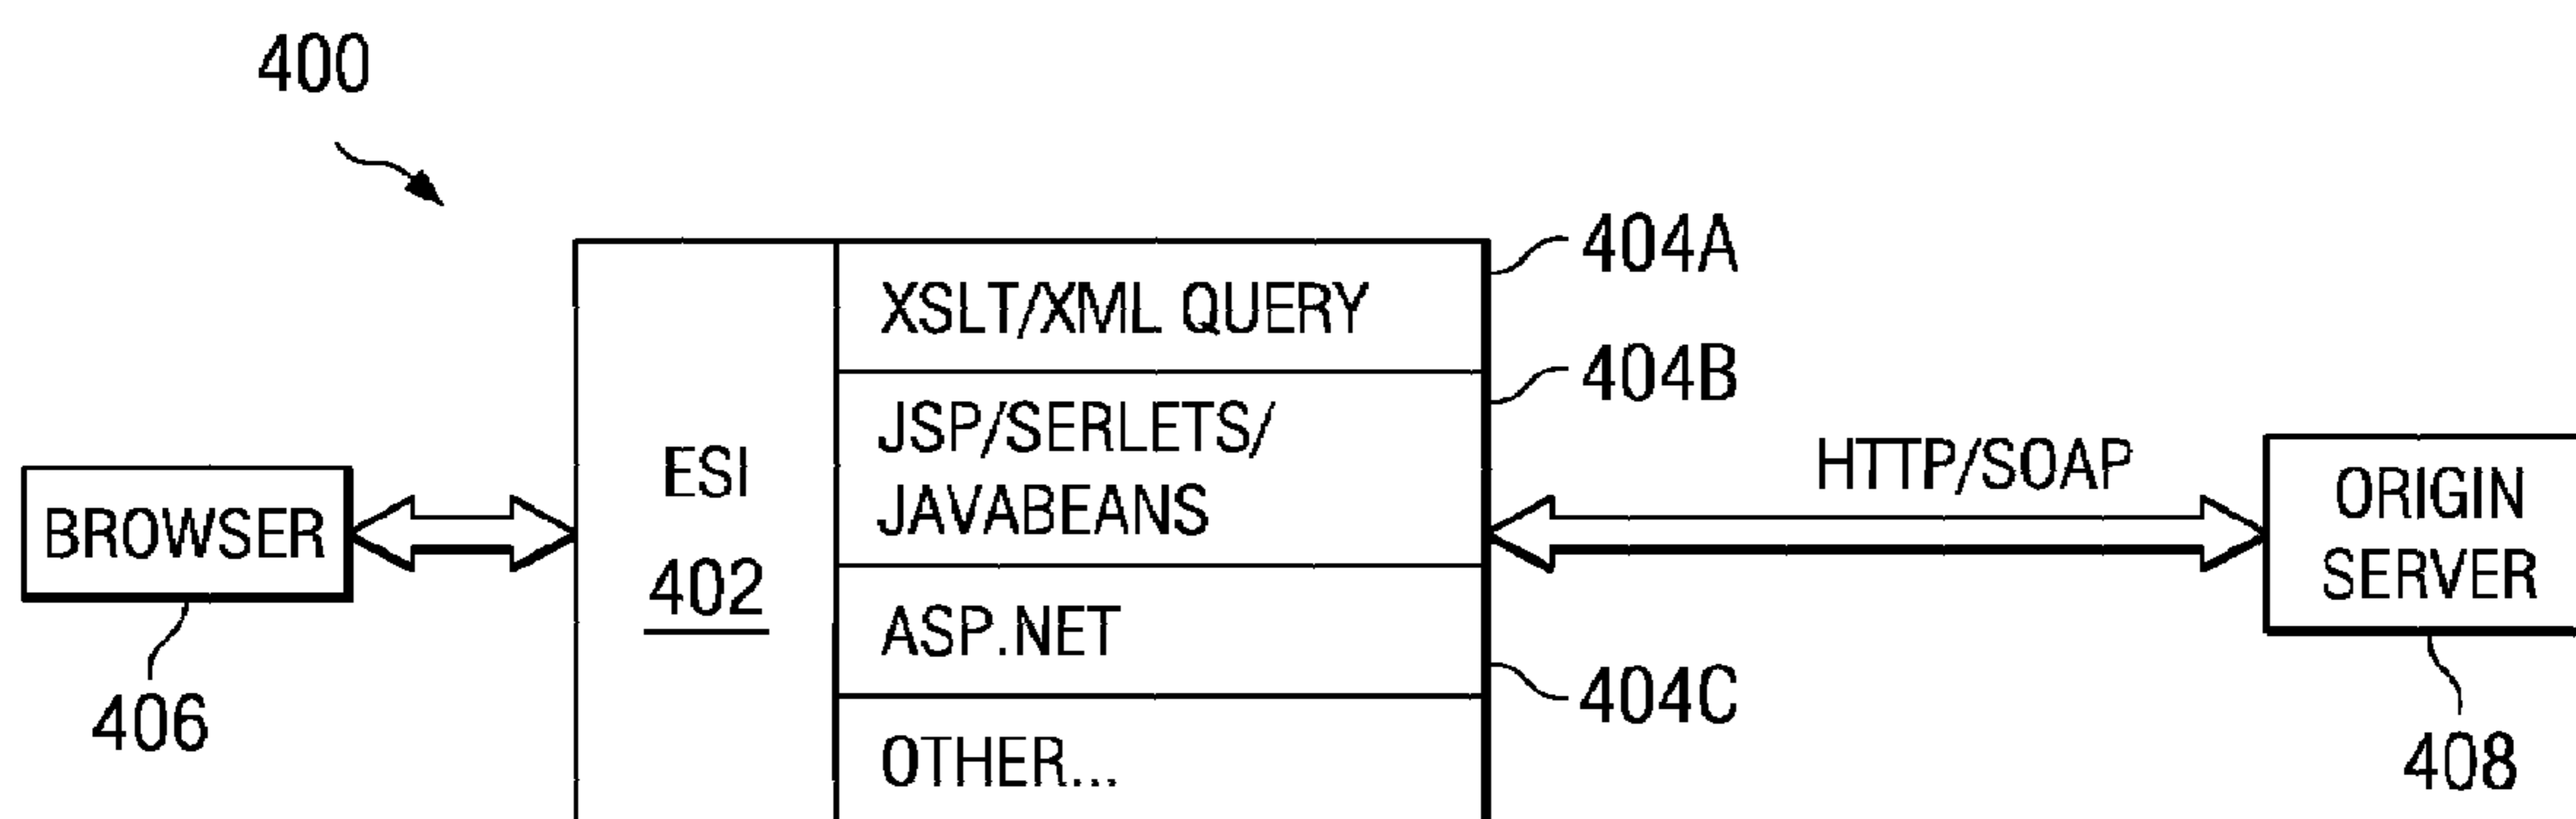 400
404A
XSLT/XML QUERY
404B
JSP/SERLETS/
JAVABEANS
HTTP/SOAP
ORIGIN
SERVER
ESI
402
BROWSER
ASP.NET
404C
406
OTHER...
408